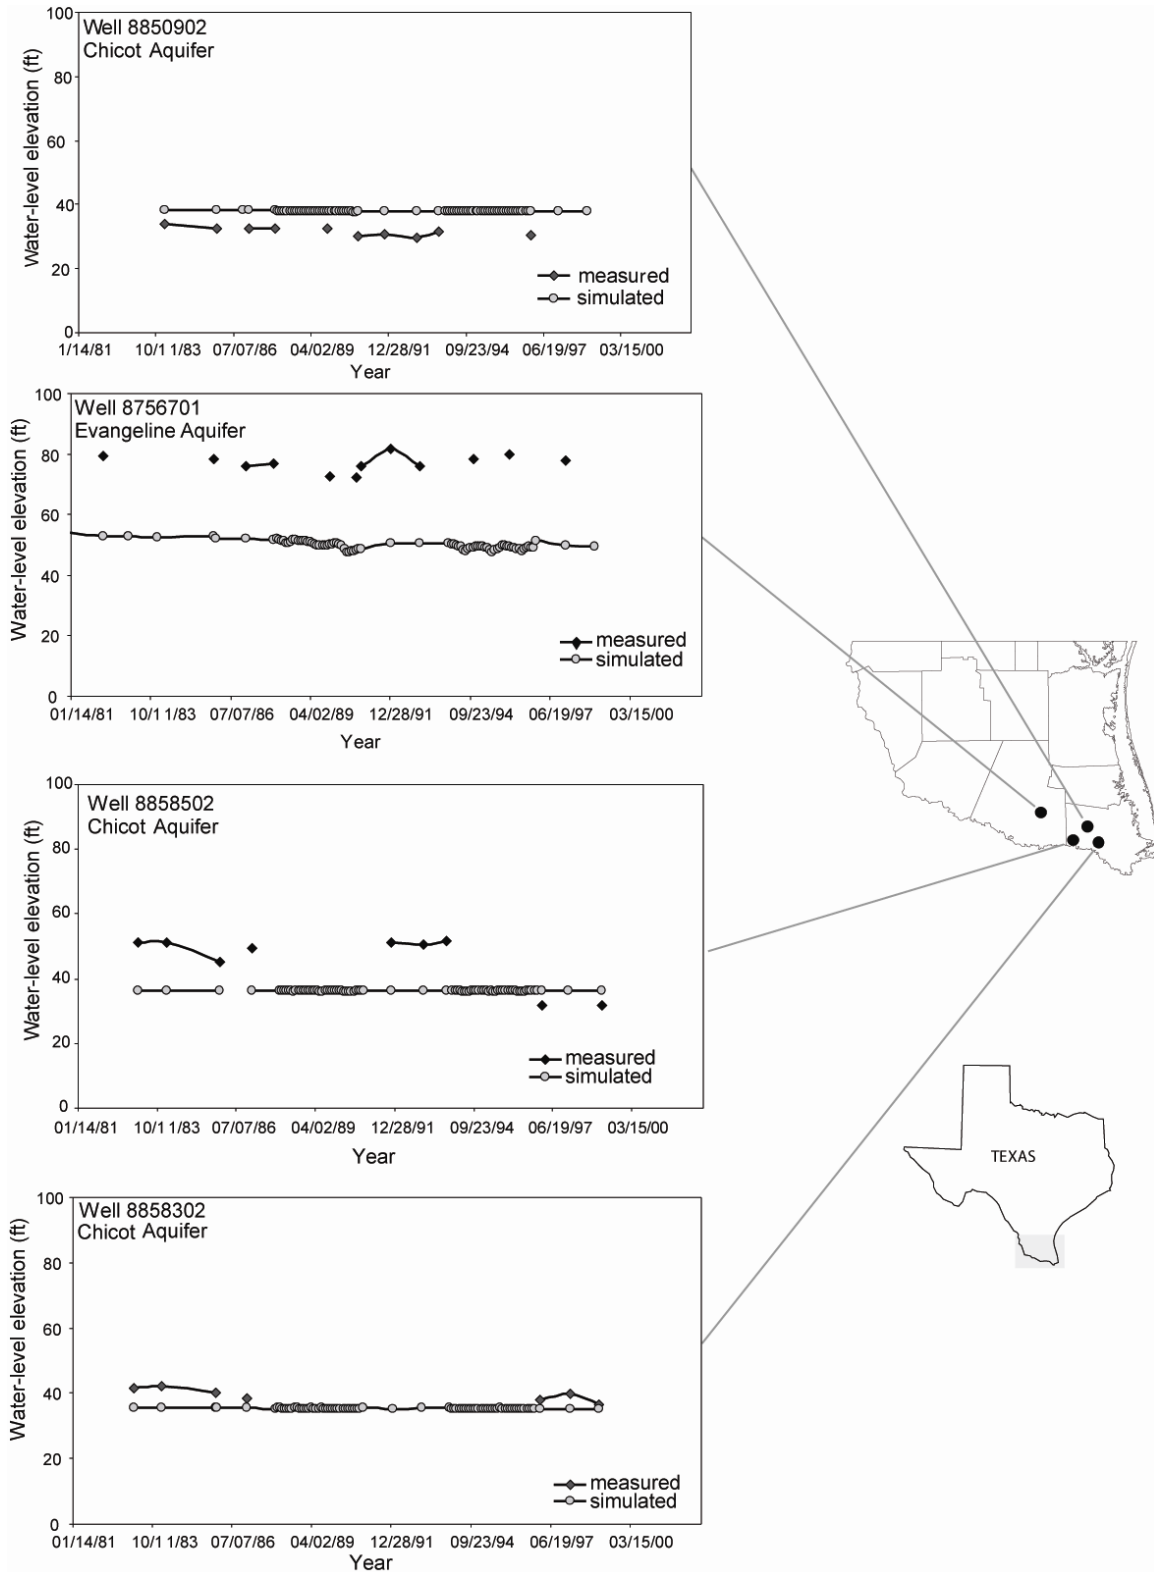 Well 8850902
Chicot Aquifer
Water-level elevation (ft)
100
80
60
40
20
0
measured
simulated
1/14/81 10/1 1/83 07/07/86 04/02/89 12/28/91 09/23/94 06/19/97 03/15/00
Year
Well 8756701
Evangeline Aquifer
Water-level elevation (ft)
100
80
60
40
20
0
measured
simulated
01/14/81 10/1 1/83 07/07/86 04/02/89 12/28/91 09/23/94 06/19/97 03/15/00
Year
Well 8858502
Chicot Aquifer
Water-level elevation (ft)
100
80
60
40
20
0
measured
simulated
01/14/81 10/1 1/83 07/07/86 04/02/89 12/28/91 09/23/94 06/19/97 03/15/00
Year
TEXAS
Well 8858302
Chicot Aquifer
Water-level elevation (ft)
100
80
60
40
20
0
measured
simulated
01/14/81 10/1 1/83 07/07/86 04/02/89 12/28/91 09/23/94 06/19/97 03/15/00
Year